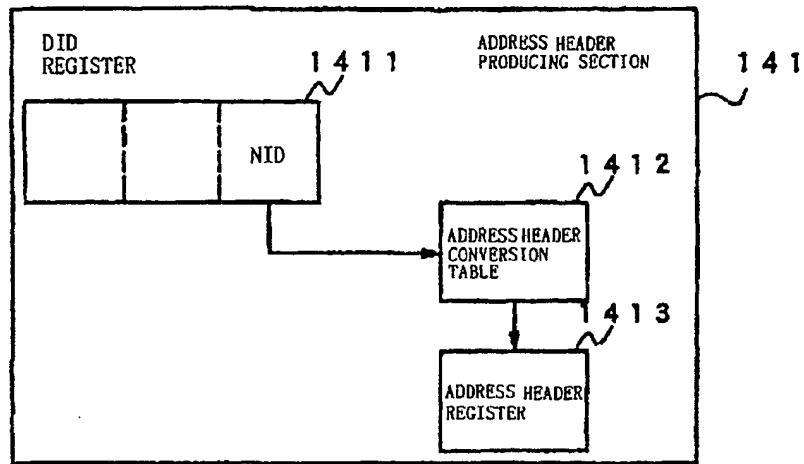 DID
REGISTER
1411
ADDRESS HEADER
PRODUCING SECTION
141
NID
1412
ADDRESS HEADER
CONVERSION
TABLE
1413
ADDRESS HEADER
REGISTER